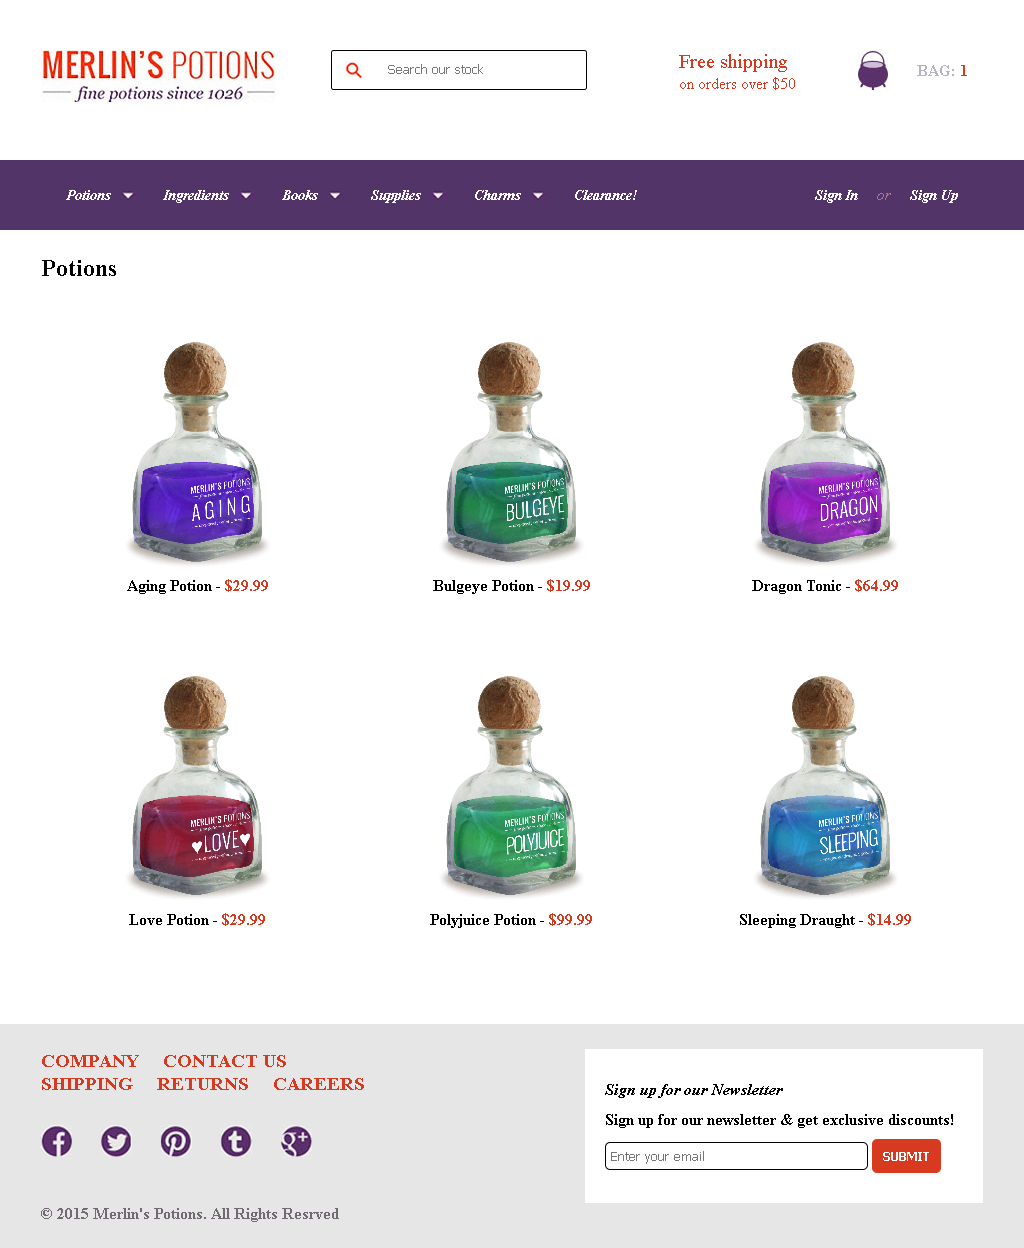 MERLIN'S POTIONS
fine potions since 1026
Search our stock
Free shipping
on orders over $50
BAG: 1
Potions Ingredients Books Supplies Charms Clearance! Sign In or Sign Up
Potions
MERLIN'S POTIONS
AGING
MERLIN'S POTIONS
BULGEYE
MERLIN'S POTIONS
DRAGON
Aging Potion - $29.99
Bulgeye Potion - $19.99
Dragon Tonic - $64.99
MERLIN'S POTIONS
♥LOVE♥
MERLIN'S POTIONS
POLYJUICE
MERLIN'S POTIONS
SLEEPING
Love Potion - $29.99
Polyjuice Potion - $99.99
Sleeping Draught - $14.99
COMPANY CONTACT US
SHIPPING RETURNS CAREERS
© 2015 Merlin's Potions. All Rights Resrved
Sign up for our Newsletter
Sign up for our newsletter & get exclusive discounts!
Enter your email
SUBMIT